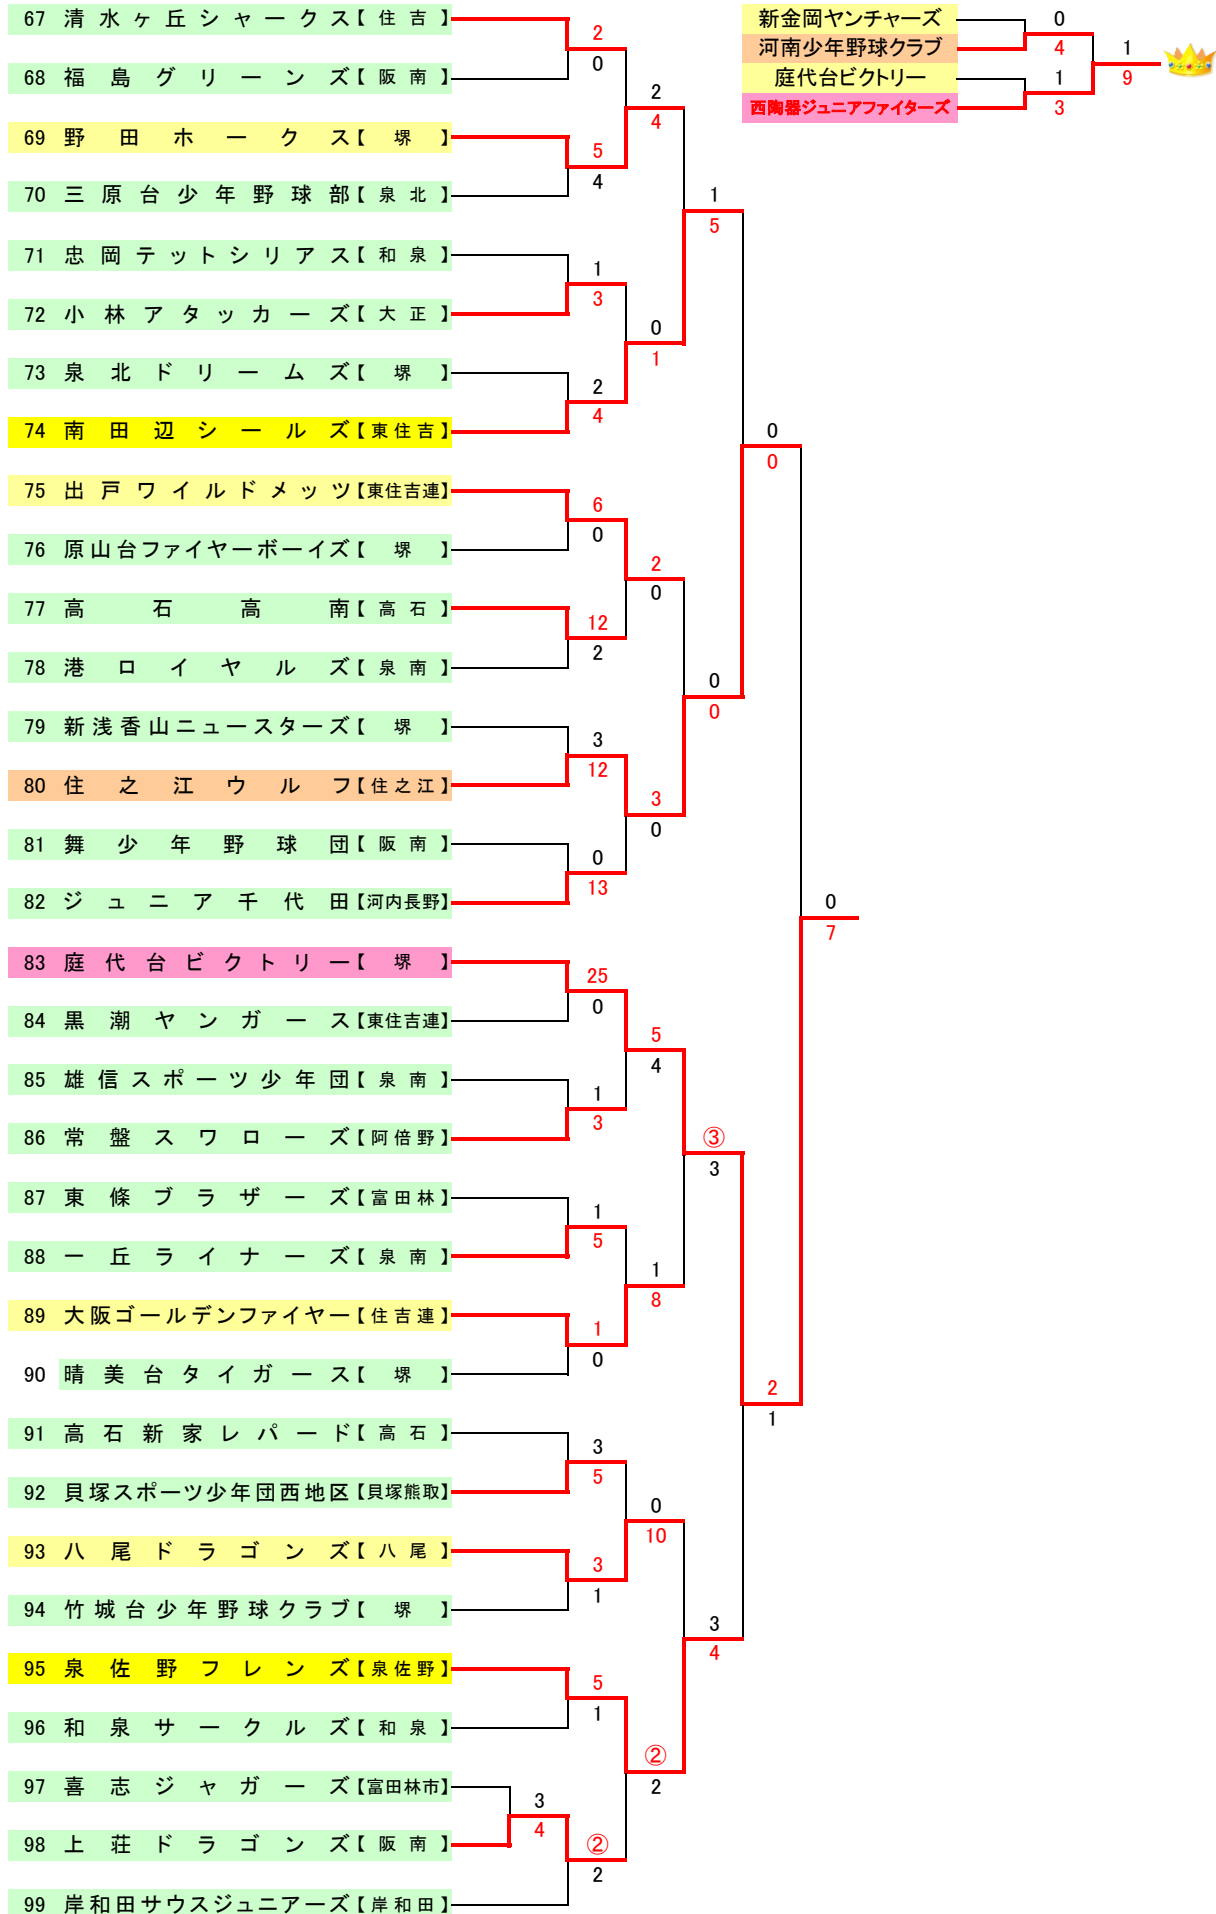 67 清水ヶ丘シャークス【住吉】
68 福島グリーンズ【阪南】
69 野田ホークス【堺】
70 三原台少年野球部【泉北】
71 忠岡テットシリアス【和泉】
72 小林アタッカーズ【大正】
73 泉北ドリームズ【堺】
74 南田辺シールズ【東住吉】
75 出戸ワイルドメッツ【東住吉連】
76 原山台ファイヤーボーイズ【堺】
77 高石高南【高石】
78 港ロイヤルズ【泉南】
79 新浅香山ニュースターズ【堺】
80 住之江ウルフ【住之江】
81 舞少年野球団【阪南】
82 ジュニア千代田【河内長野】
83 庭代台ビクトリー【堺】
84 黒潮ヤンガース【東住吉連】
85 雄信スポーツ少年団【泉南】
86 常盤スワローズ【阿倍野】
87 東條ブラザーズ【富田林】
88 一丘ライナーズ【泉南】
89 大阪ゴールデンファイヤー【住吉連】
90 晴美台タイガース【堺】
91 高石新家レパード【高石】
92 貝塚スポーツ少年団西地区【貝塚熊取】
93 八尾ドラゴンズ【八尾】
94 竹城台少年野球クラブ【堺】
95 泉佐野フレンズ【泉佐野】
96 和泉サークルズ【和泉】
97 喜志ジャガーズ【富田林市】
98 上荘ドラゴンズ【阪南】
99 岸和田サウスジュニアーズ【岸和田】
3
4
2
0
5
4
1
3
2
4
6
0
12
2
3
12
0
13
25
0
1
3
1
5
1
0
3
5
3
1
5
1
②
2
2
4
0
1
2
0
3
0
5
4
1
8
0
10
②
2
1
5
0
0
③
3
3
4
0
0
2
1
0
7
新金岡ヤンチャーズ
河南少年野球クラブ
庭代台ビクトリー
西陶器ジュニアファイターズ
0
4
1
3
1
9